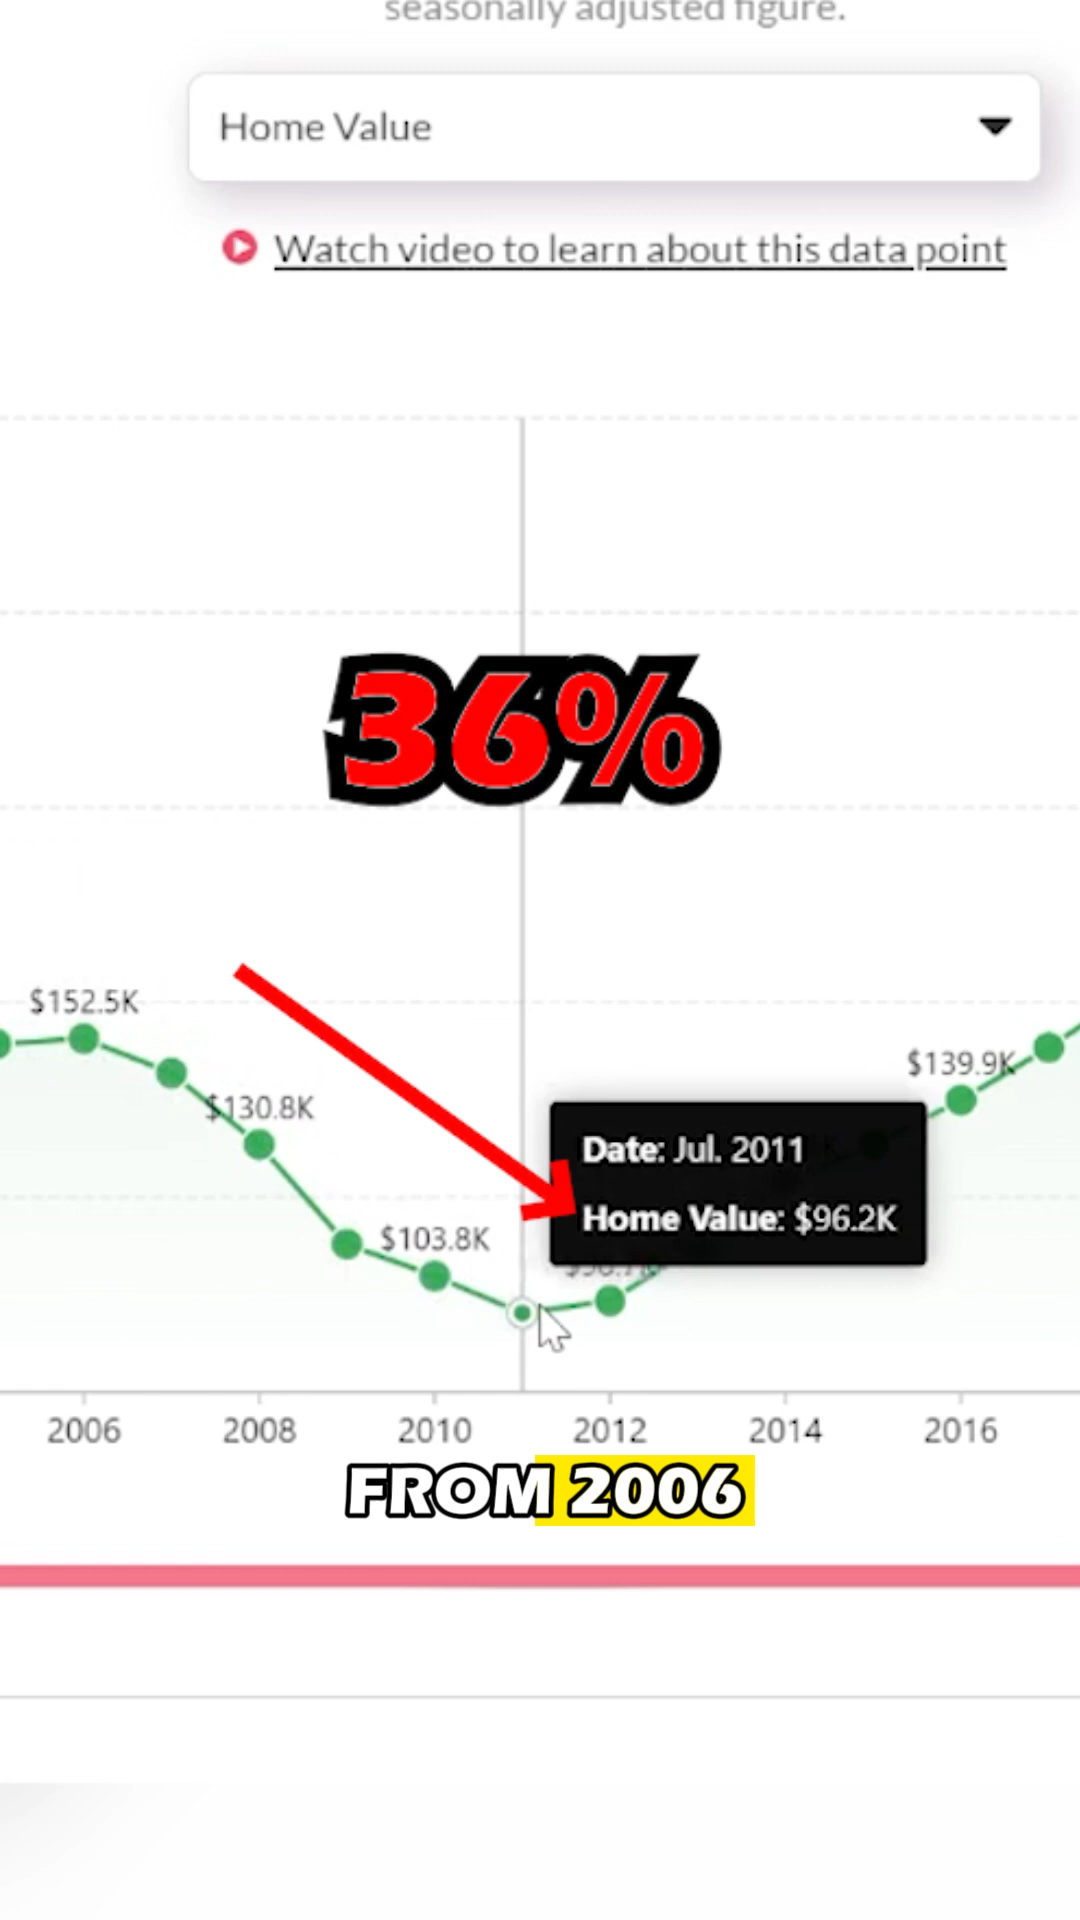 seasonally adjusted figure.
Home Value
Watch video to learn about this data point
36%
$152.5K
$130.8K
$103.8K
$139.9K
Date: Jul. 2011
Home Value: $96.2K
2006 2008 2010 2012 2014 2016
FROM 2006